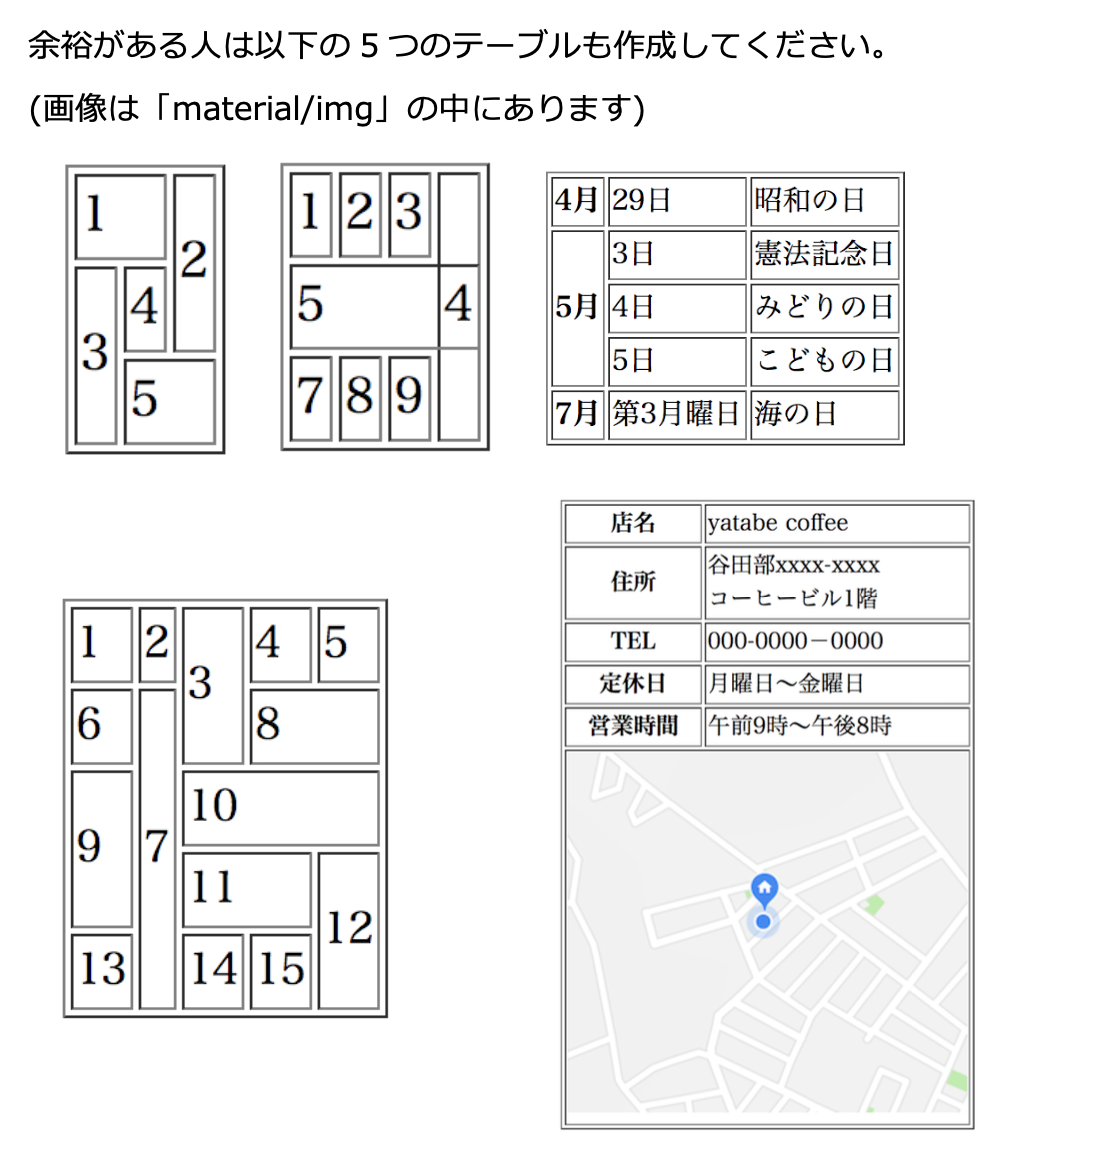 余裕がある人は以下の5つのテーブルも作成してください。
(画像は「material/img」の中にあります)
1
2
3
4
5
1 2 3
5 4
7 8 9
4月 29日 昭和の日
3日 憲法記念日
5月 4日 みどりの日
5日 こどもの日
7月 第3月曜日 海の日
1 2 3 4 5
6 8
10
9 7
11
12
13 14 15
店名 yatabe coffee
住所 谷田部xxxx-xxxx
コーヒービル1階
TEL 000-0000−0000
定休日 月曜日〜金曜日
営業時間 午前9時〜午後8時